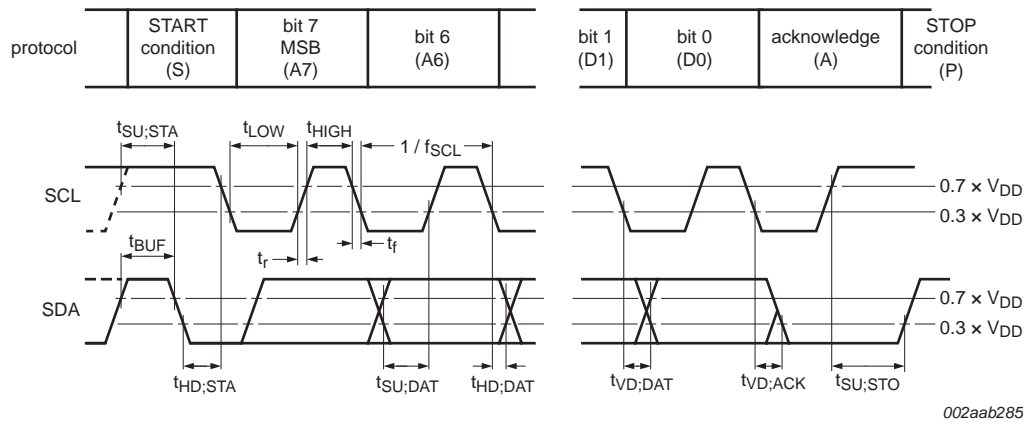 protocol
START
condition
(S)
bit 7
MSB
(A7)
bit 6
(A6)
bit 1
(D1)
bit 0
(D0)
acknowledge
(A)
STOP
condition
(P)
tSU;STA
tLOW
tHIGH
1 / fSCL
SCL
0.7 × VDD
0.3 × VDD
tBUF
tr
tf
SDA
0.7 × VDD
0.3 × VDD
tHD;STA
tSU;DAT
tHD;DAT
tVD;DAT
tVD;ACK
tSU;STO
002aab285